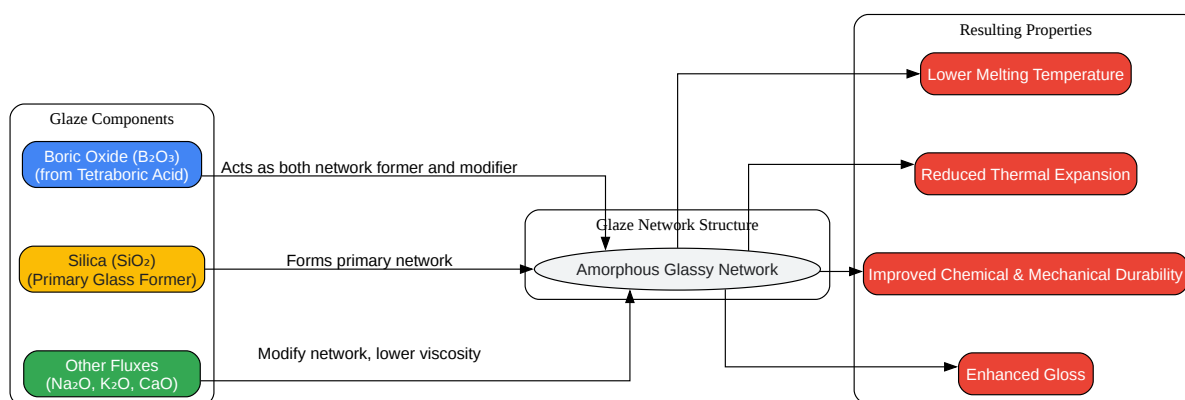 Glaze Components
Boric Oxide (B₂O₃)
(from Tetraboric Acid)
Silica (SiO₂)
(Primary Glass Former)
Other Fluxes
(Na₂O, K₂O, CaO)
Acts as both network former and modifier
Forms primary network
Modify network, lower viscosity
Glaze Network Structure
Amorphous Glassy Network
Resulting Properties
Lower Melting Temperature
Reduced Thermal Expansion
Improved Chemical & Mechanical Durability
Enhanced Gloss